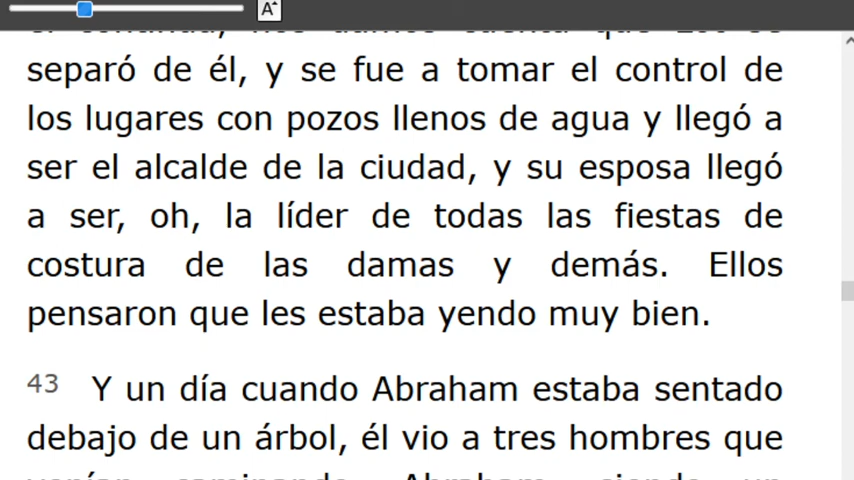 A
separó de él, y se fue a tomar el control de
los lugares con pozos llenos de agua y llegó a
ser el alcalde de la ciudad, y su esposa llegó
a ser, oh, la líder de todas las fiestas de
costura de las damas y demás. Ellos
pensaron que les estaba yendo muy bien.
43 Y un día cuando Abraham estaba sentado
debajo de un árbol, él vio a tres hombres que